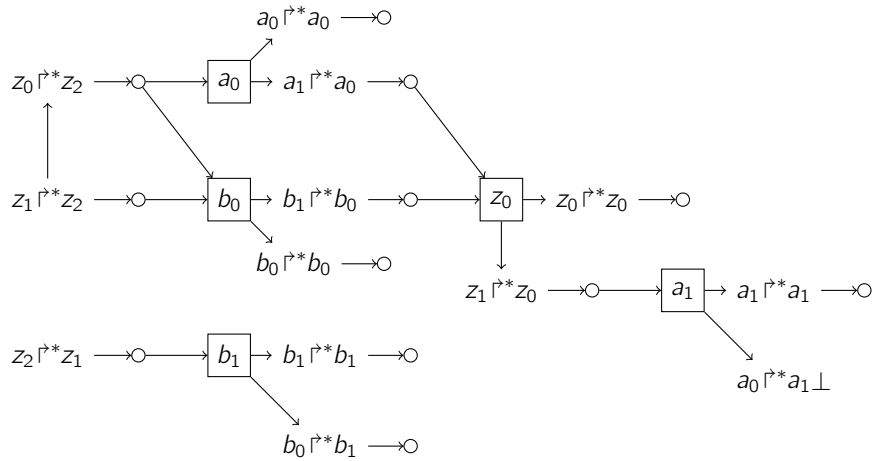 a₀ ↱* a₀
z₀ ↱* z₂ a₀ a₁ ↱* a₀
z₁ ↱* z₂ b₀ b₁ ↱* b₀ z₀ z₀ ↱* z₀
b₀ ↱* b₀
z₁ ↱* z₀ a₁ a₁ ↱* a₁
z₂ ↱* z₁ b₁ b₁ ↱* b₁
a₀ ↱* a₁ ⊥
b₀ ↱* b₁